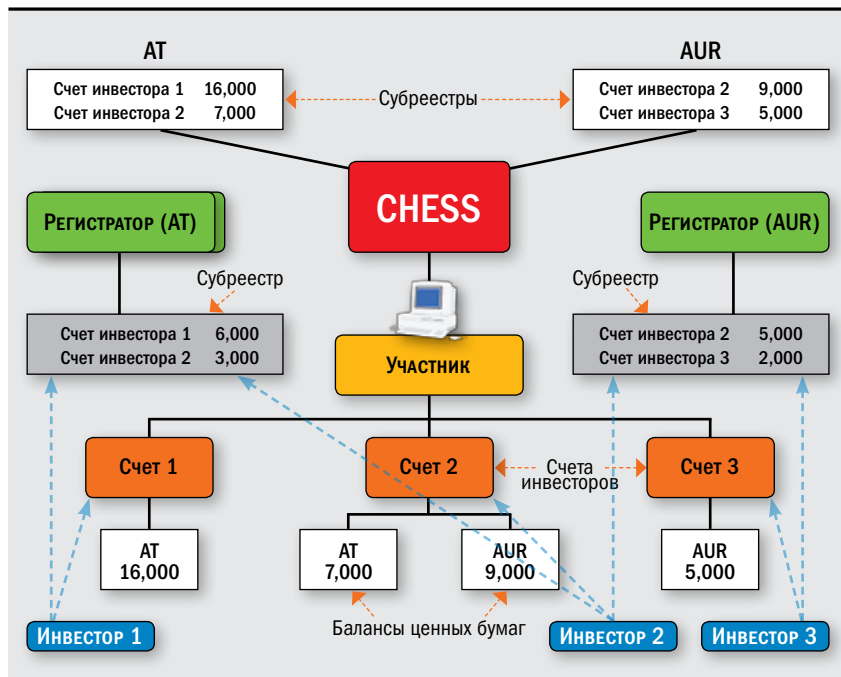 AT
AUR
Счет инвестора 1 16,000
Счет инвестора 2 7,000
Субреестры
Счет инвестора 2 9,000
Счет инвестора 3 5,000
CHESS
Регистратор (AT)
Регистратор (AUR)
Субреестр
Субреестр
Счет инвестора 1 6,000
Счет инвестора 2 3,000
Счет инвестора 2 5,000
Счет инвестора 3 2,000
Участник
Счет 1
Счет 2
Счета
инвесторов
Счет 3
AT
16,000
AT
7,000
AUR
9,000
AUR
5,000
Инвестор 1
Балансы ценных бумаг
Инвестор 2
Инвестор 3